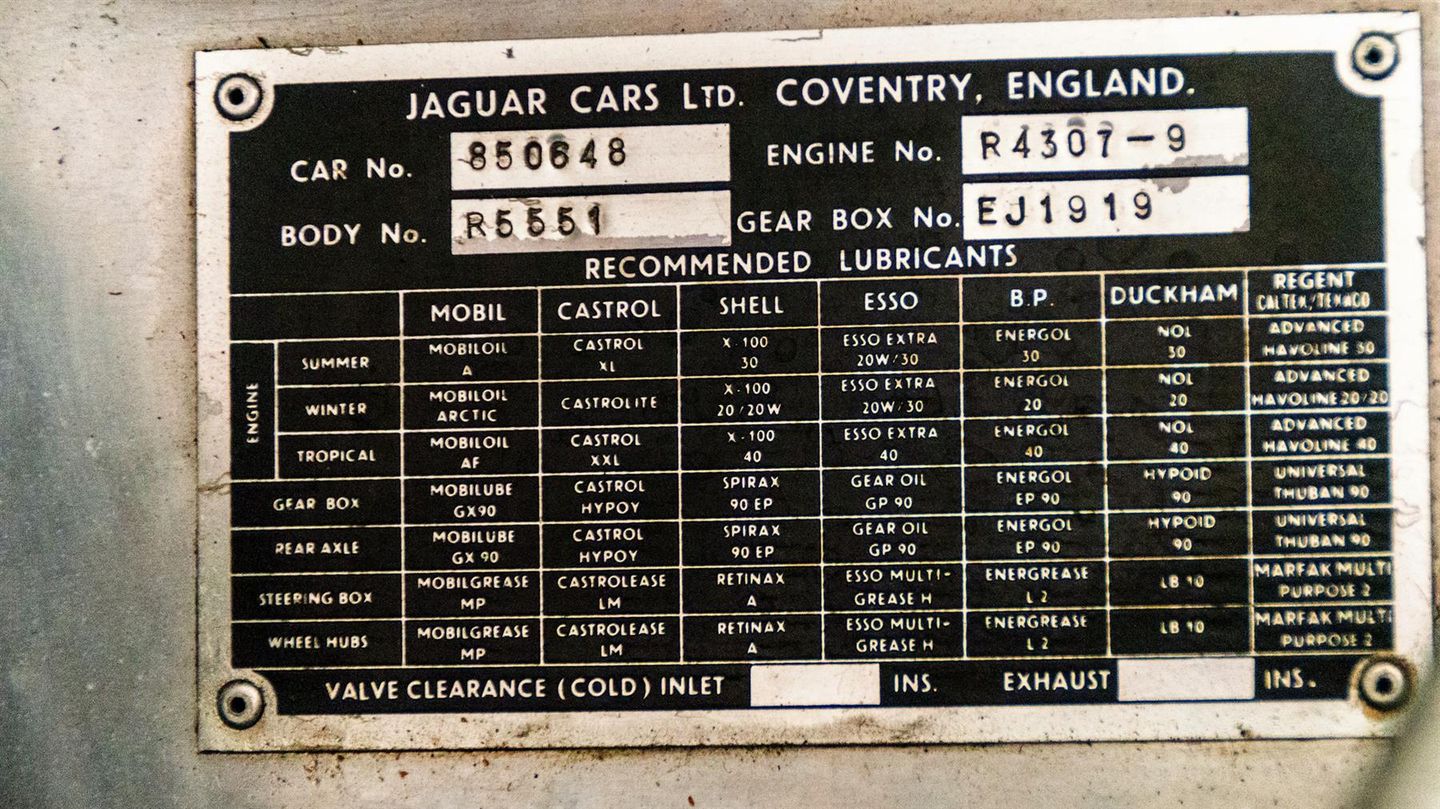 JAGUAR CARS LTD. COVENTRY, ENGLAND.
CAR No. 850648 ENGINE No. R4307-9
BODY No. R5551 GEAR BOX No. EJ1919
RECOMMENDED LUBRICANTS
MOBIL CASTROL SHELL ESSO B.P. DUCKHAM REGENT
CALTEX/TEXACO
ENGINE
SUMMER MOBILOIL A CASTROL XL X-100 30 ESSO EXTRA 20W/30 ENERGOL 30 NOL 30 ADVANCED HAVOLINE 30
WINTER MOBILOIL ARCTIC CASTROLITE X-100 20/20W ESSO EXTRA 20W/30 ENERGOL 20 NOL 20 ADVANCED HAVOLINE 20/20
TROPICAL MOBILOIL AF CASTROL XXL X-100 40 ESSO EXTRA 40 ENERGOL 40 NOL 40 ADVANCED HAVOLINE 40
GEAR BOX MOBILUBE GX90 CASTROL HYPOY SPIRAX 90 EP GEAR OIL GP 90 ENERGOL EP 90 HYPOID 90 UNIVERSAL THUBAN 90
REAR AXLE MOBILUBE GX 90 CASTROL HYPOY SPIRAX 90 EP GEAR OIL GP 90 ENERGOL EP 90 HYPOID 90 UNIVERSAL THUBAN 90
STEERING BOX MOBILGREASE MP CASTROLEASE LM RETINAX A ESSO MULTI-GREASE H ENERGREASE L 2 LB 10 MARFAK MULTI PURPOSE 2
WHEEL HUBS MOBILGREASE MP CASTROLEASE LM RETINAX A ESSO MULTI-GREASE H ENERGREASE L 2 LB 10 MARFAK MULTI PURPOSE 2
VALVE CLEARANCE (COLD) INLET INS. EXHAUST INS.